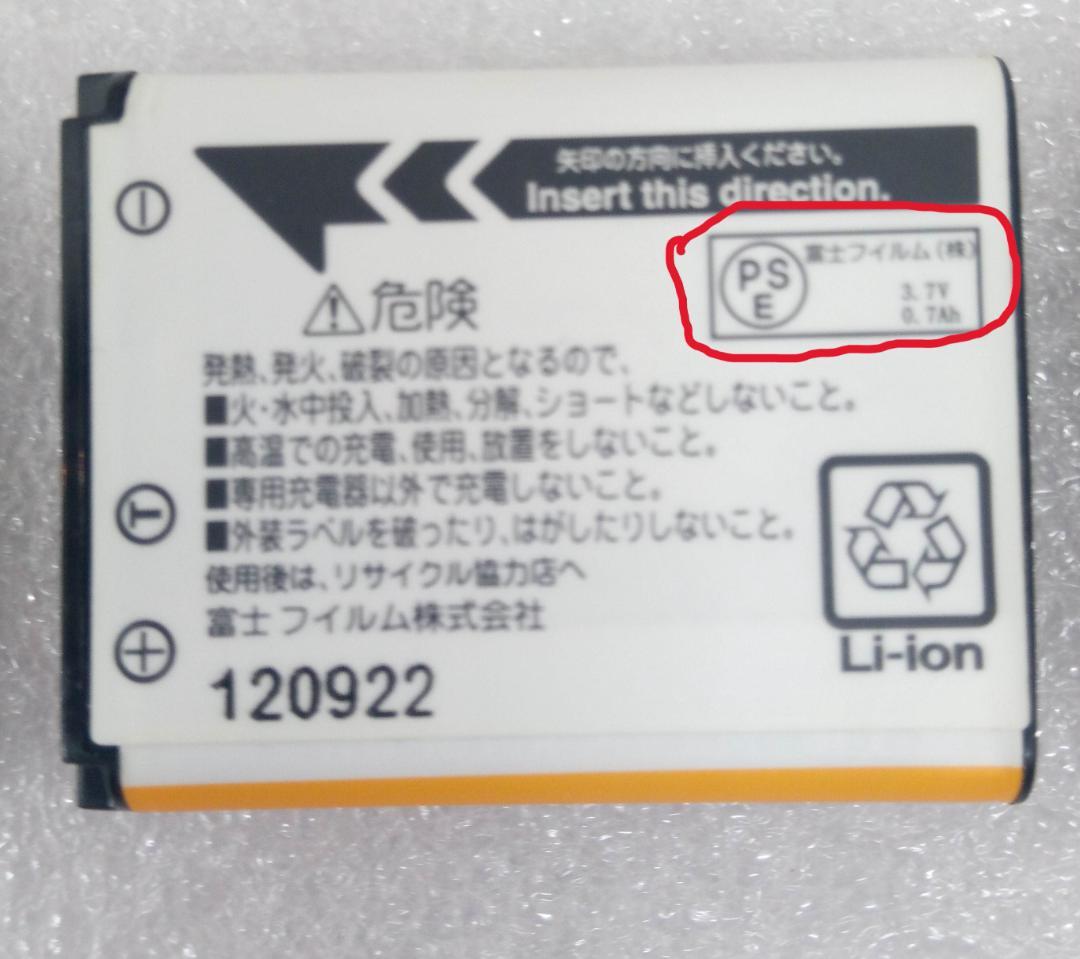 矢印の方向に挿入ください。
Insert this direction.
PS
E
富士フイルム(株)
3.7V
0.7Ah
危険
発熱、発火、破裂の原因となるので、
■火・水中投入、加熱、分解、ショートなどしないこと。
■高温での充電、使用、放置をしないこと。
■専用充電器以外で充電しないこと。
■外装ラベルを破ったり、はがしたりしないこと。
使用後は、リサイクル協力店へ
富士フイルム株式会社
Li-ion
120922
T